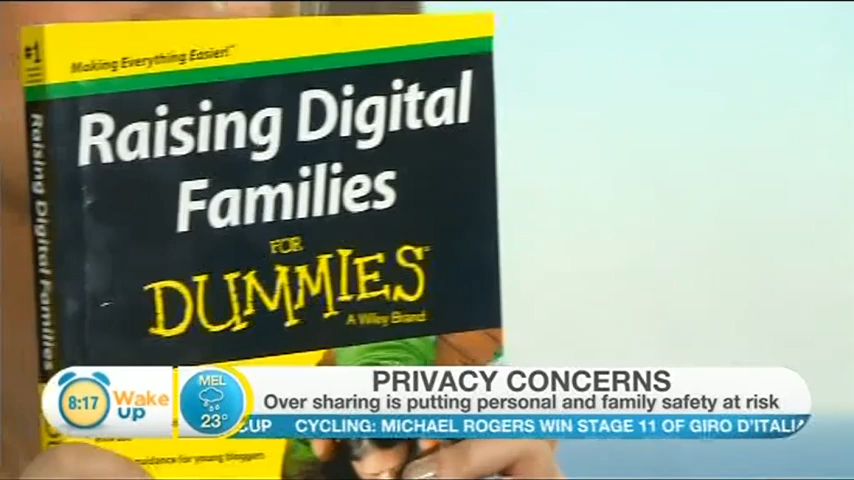 #1
Making Everything Easier!™
Raising Digital
Families
FOR
DUMMIES
A Wiley Brand
Raising Digital Families
guidance for young bloggers
8:17
Wake
UP
MEL
23°
PRIVACY CONCERNS
Over sharing is putting personal and family safety at risk
CUP CYCLING: MICHAEL ROGERS WIN STAGE 11 OF GIRO D'ITALIA